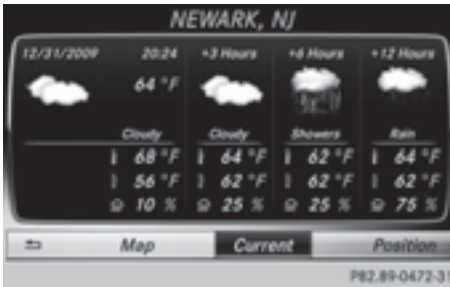 NEWARK, NJ
12/31/2009 20:24 +3 Hours +6 Hours +12 Hours
64 °F
Cloudy Cloudy Showers Rain
68 °F 64 °F 62 °F 64 °F
56 °F 62 °F 62 °F 62 °F
10 % 25 % 25 % 75 %
Map Current Position
P82.89-0472-31